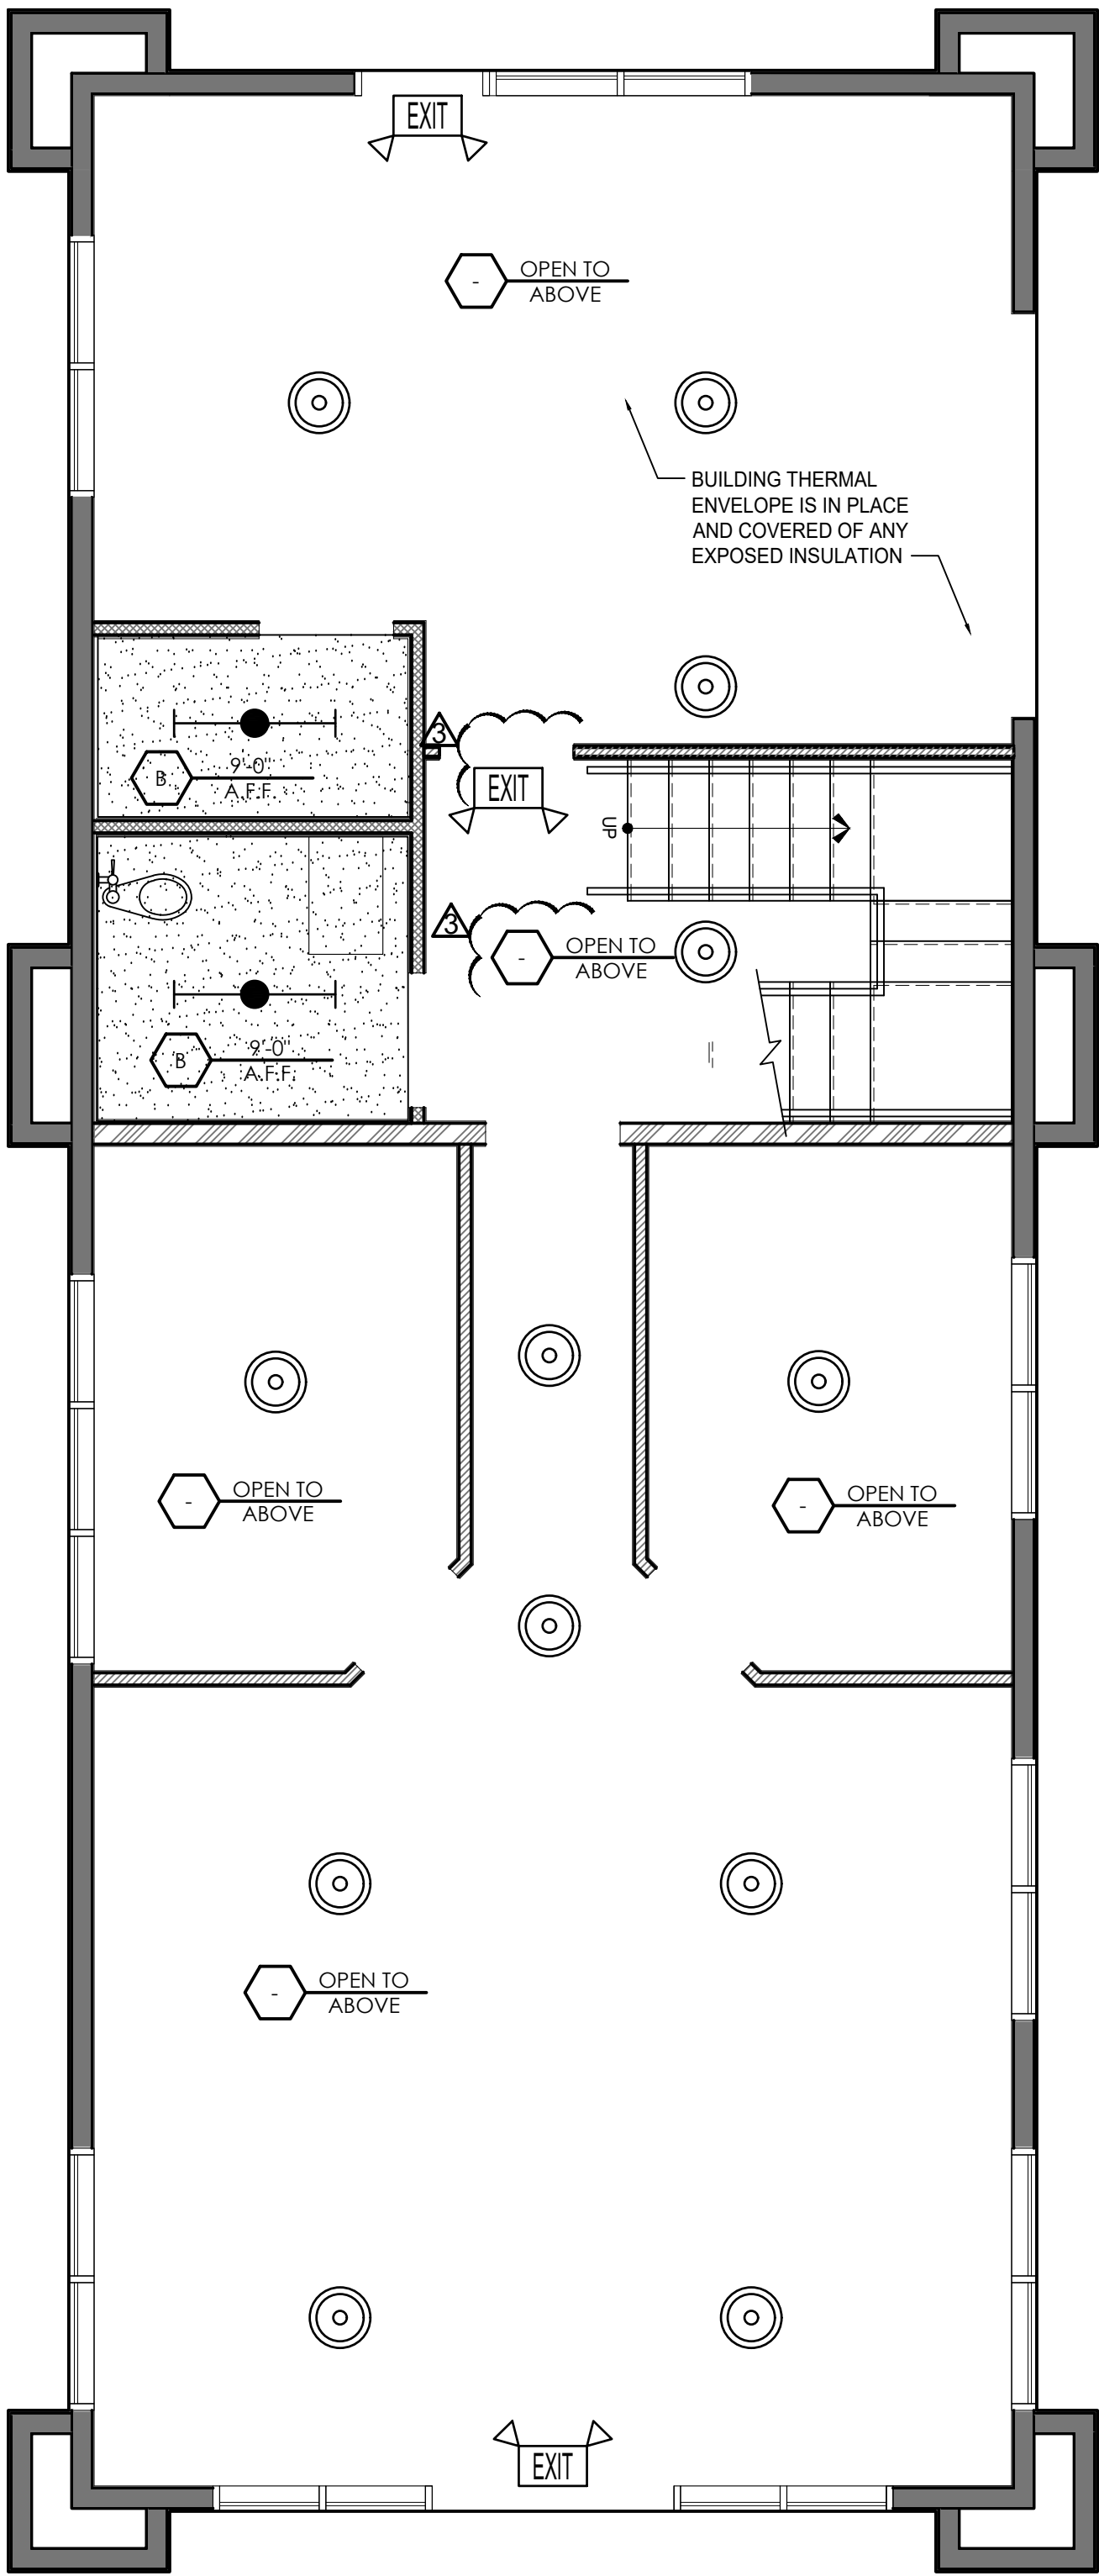 EXIT
-
OPEN TO
ABOVE
BUILDING THERMAL
ENVELOPE IS IN PLACE
AND COVERED OF ANY
EXPOSED INSULATION
3
B
9'-0"
A.F.F.
EXIT
UP
3
-
OPEN TO
ABOVE
B
9'-0"
A.F.F.
-
OPEN TO
ABOVE
-
OPEN TO
ABOVE
-
OPEN TO
ABOVE
EXIT